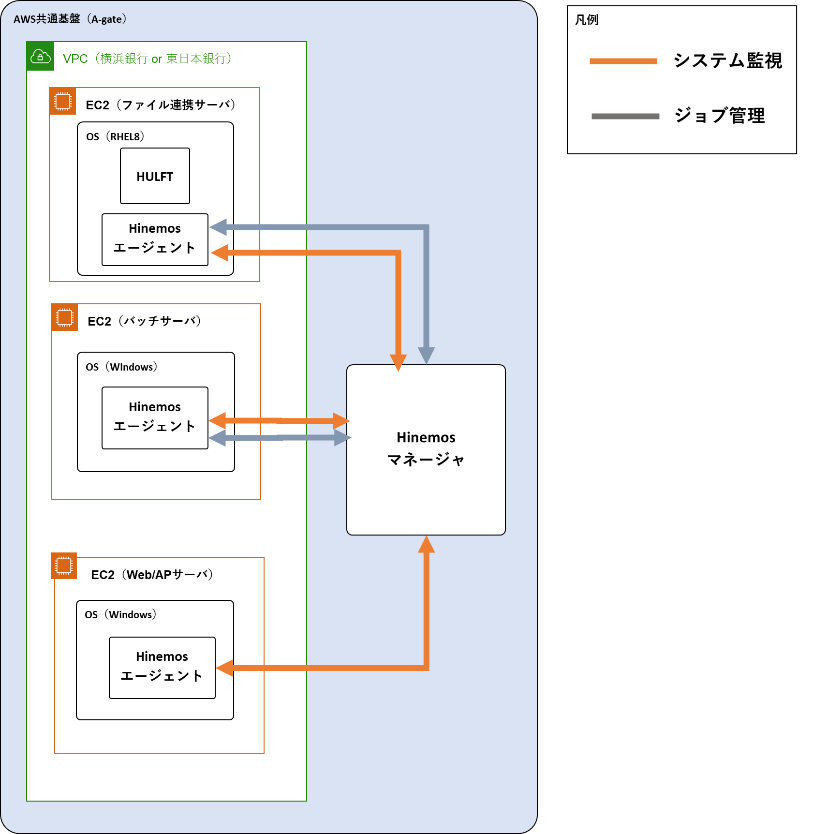 AWS共通基盤（A-gate）
VPC（横浜銀行 or 東日本銀行）
EC2（ファイル連携サーバ）
OS（RHEL8）
HULFT
Hinemos
エージェント
EC2（バッチサーバ）
OS（WIndows）
Hinemos
エージェント
Hinemos
マネージャ
EC2（Web/APサーバ）
OS（Windows）
Hinemos
エージェント
凡例
システム監視
ジョブ管理